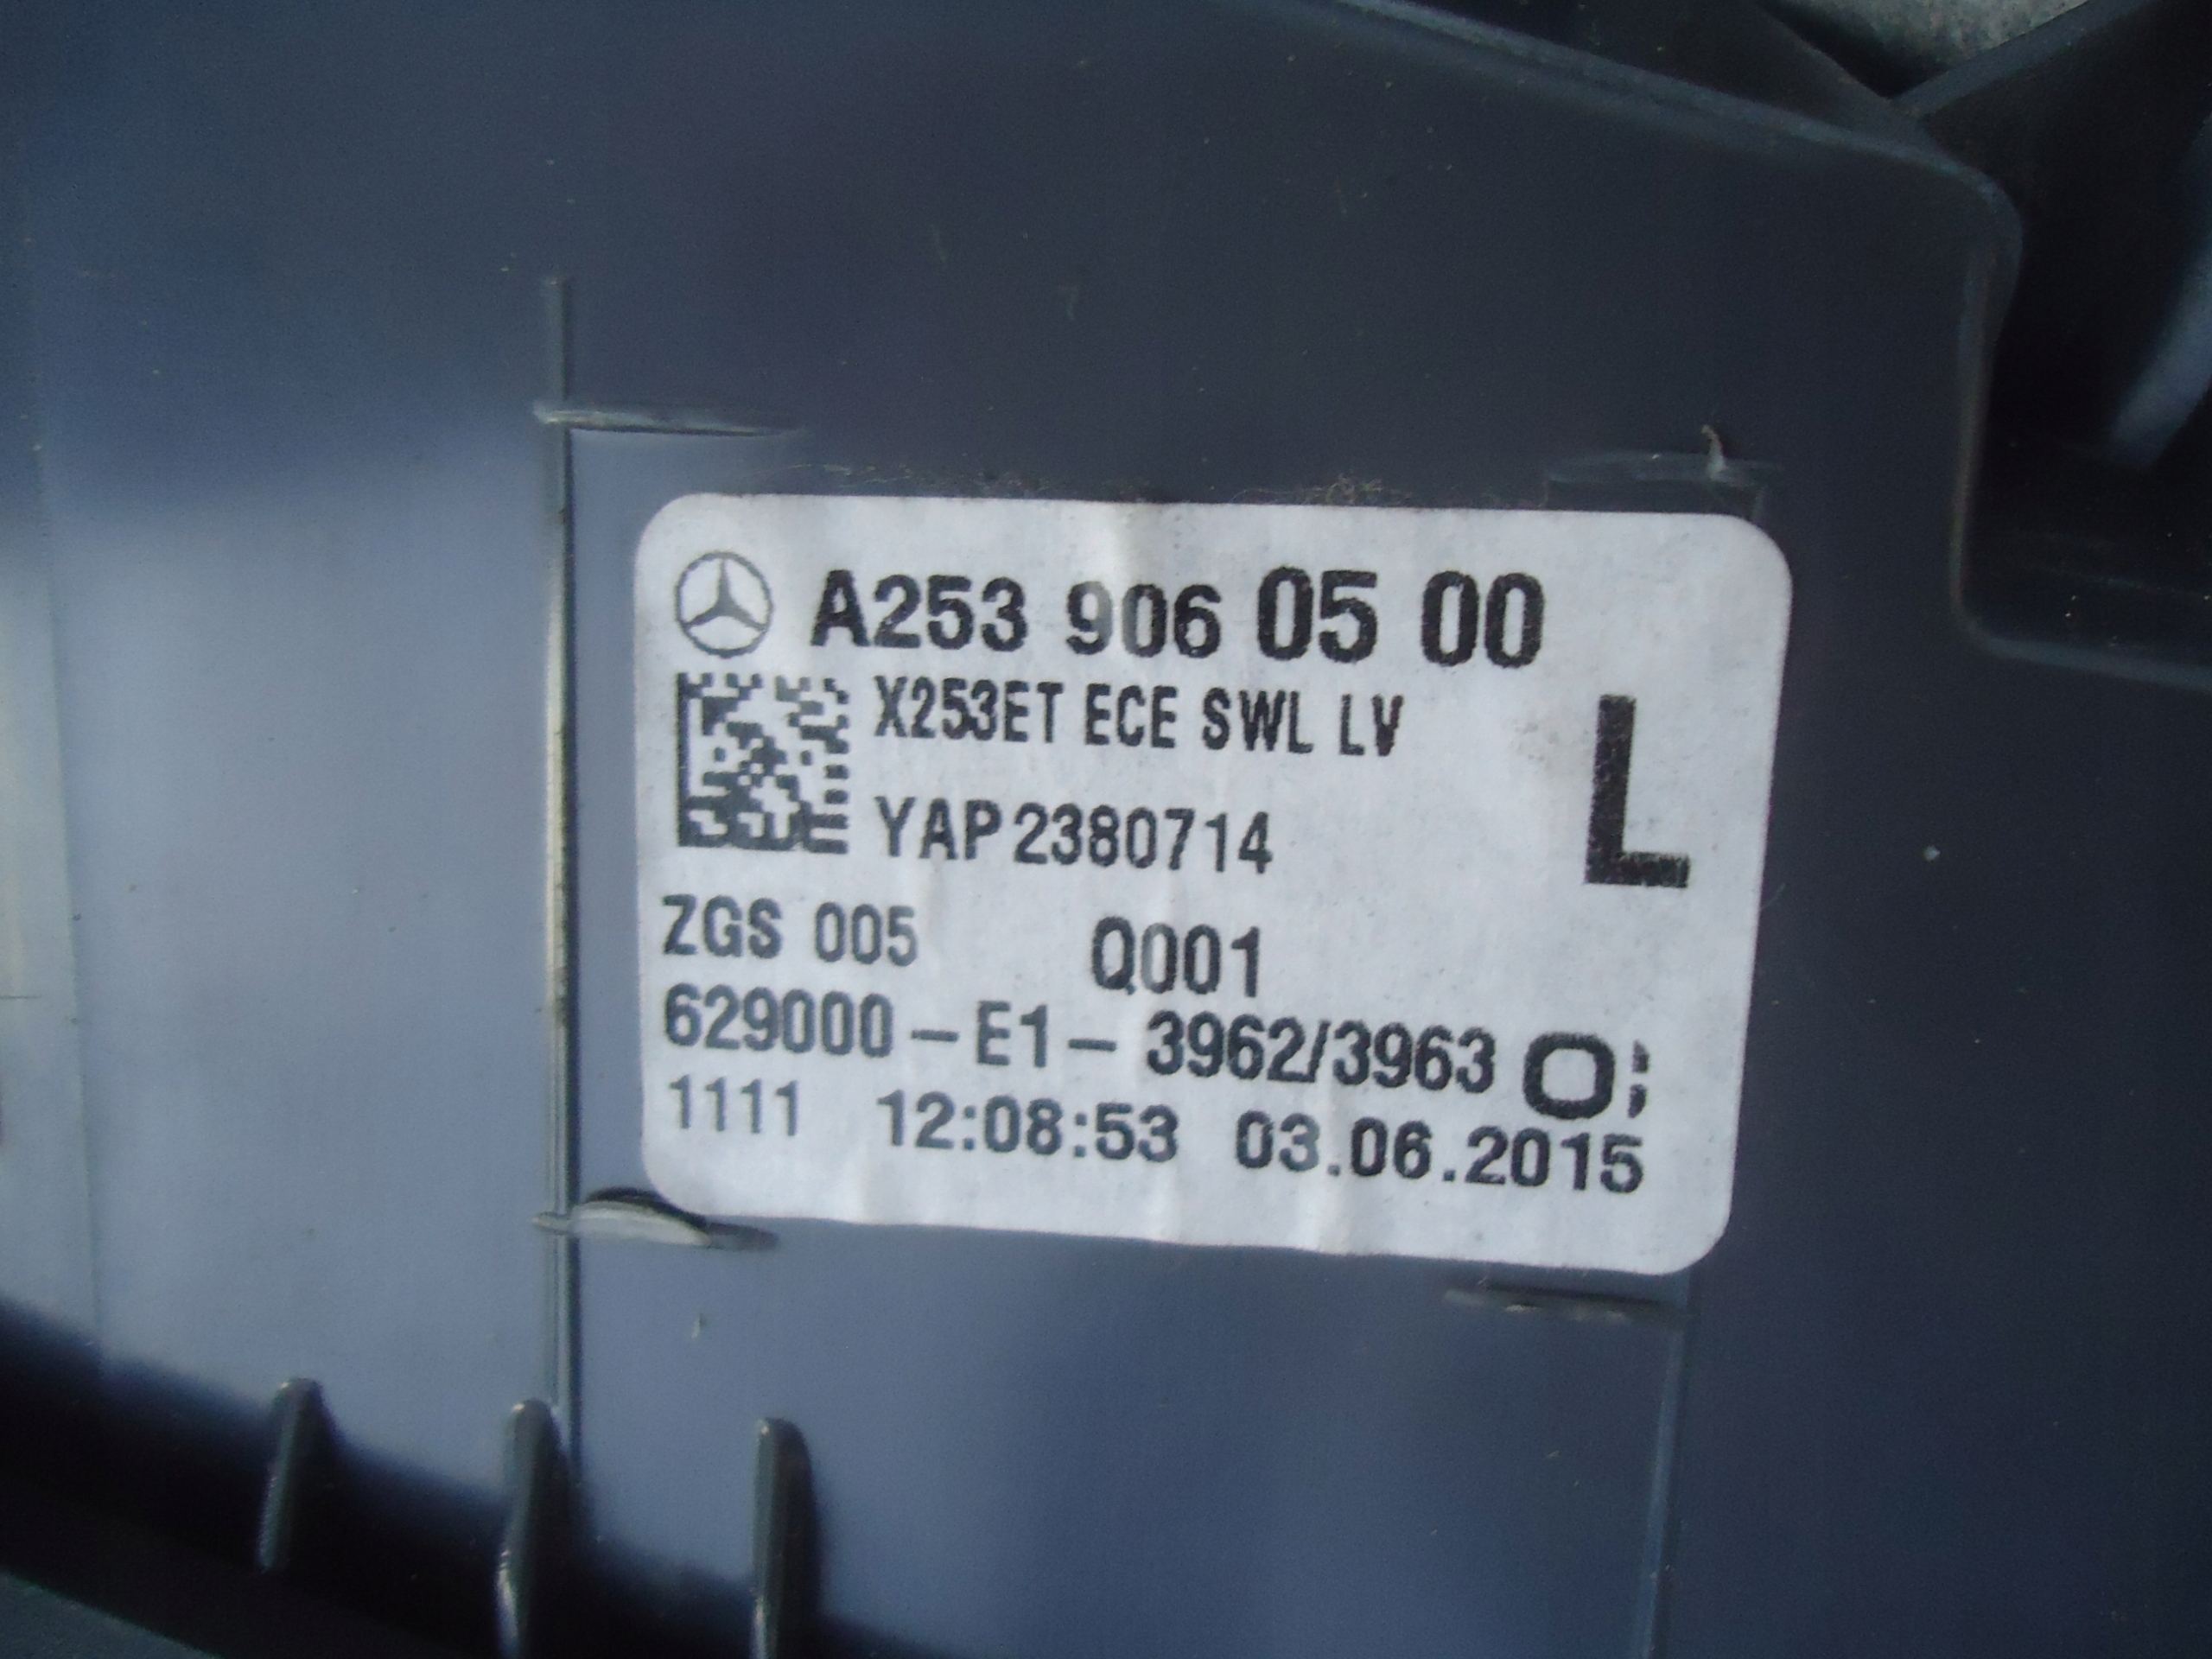 A253 906 05 00
X253ET ECE SWL LV
L
YAP2380714
ZGS 005 Q001
629000-E1-3962/3963 O;
1111 12:08:53 03.06.2015